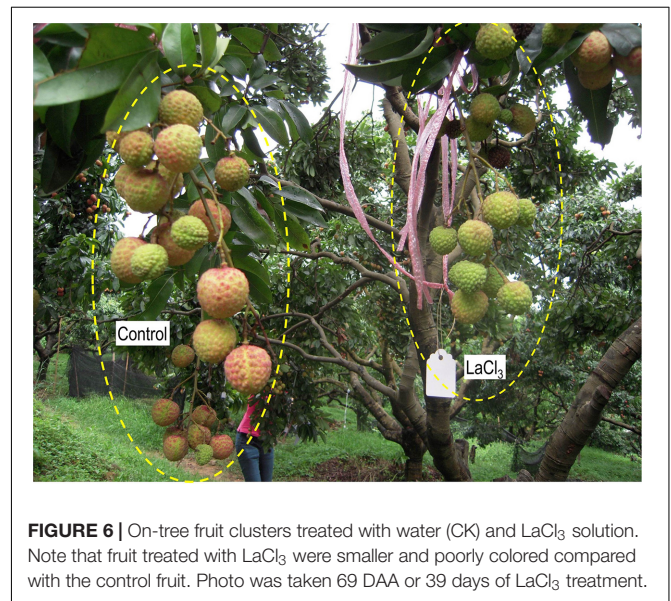 Control
LaCl₃
FIGURE 6 | On-tree fruit clusters treated with water (CK) and LaCl₃ solution.
Note that fruit treated with LaCl₃ were smaller and poorly colored compared
with the control fruit. Photo was taken 69 DAA or 39 days of LaCl₃ treatment.